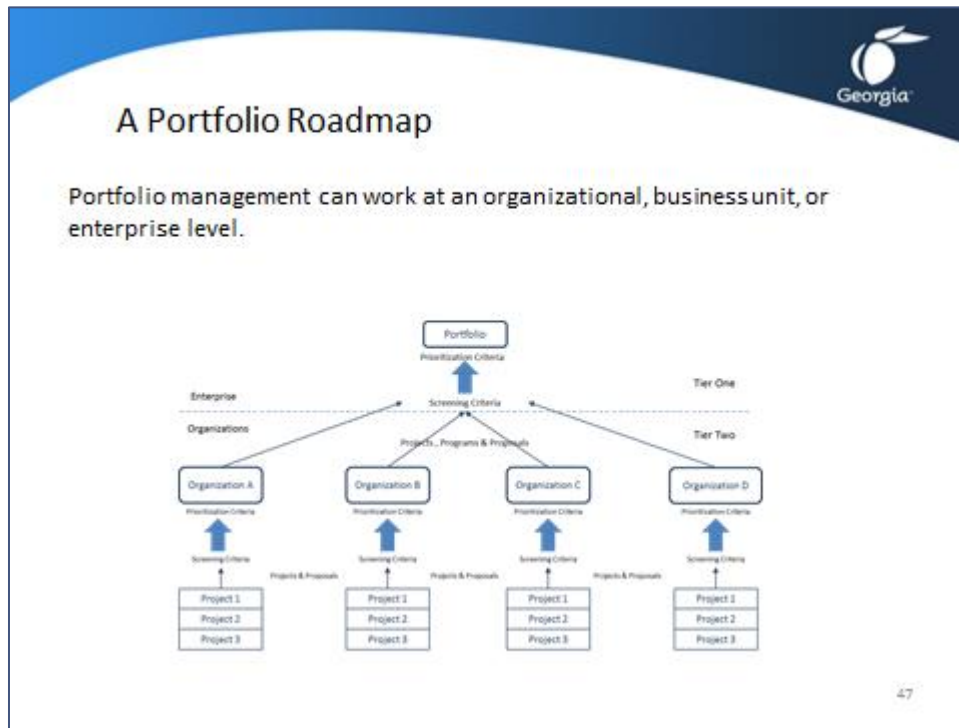 Georgia
A Portfolio Roadmap
Portfolio management can work at an organizational, business unit, or
enterprise level.
Portfolio
Prioritization Criteria
Tier One
Enterprise
Screening Criteria
Organizations
Tier Two
Projects , Programs & Proposals
Organization A Organization B Organization C Organization D
Prioritization Criteria Prioritization Criteria Prioritization Criteria Prioritization Criteria
Screening Criteria Screening Criteria Screening Criteria Screening Criteria
Projects & Proposals Projects & Proposals Projects & Proposals
Project 1 Project 1 Project 1 Project 1
Project 2 Project 2 Project 2 Project 2
Project 3 Project 3 Project 3 Project 3
47